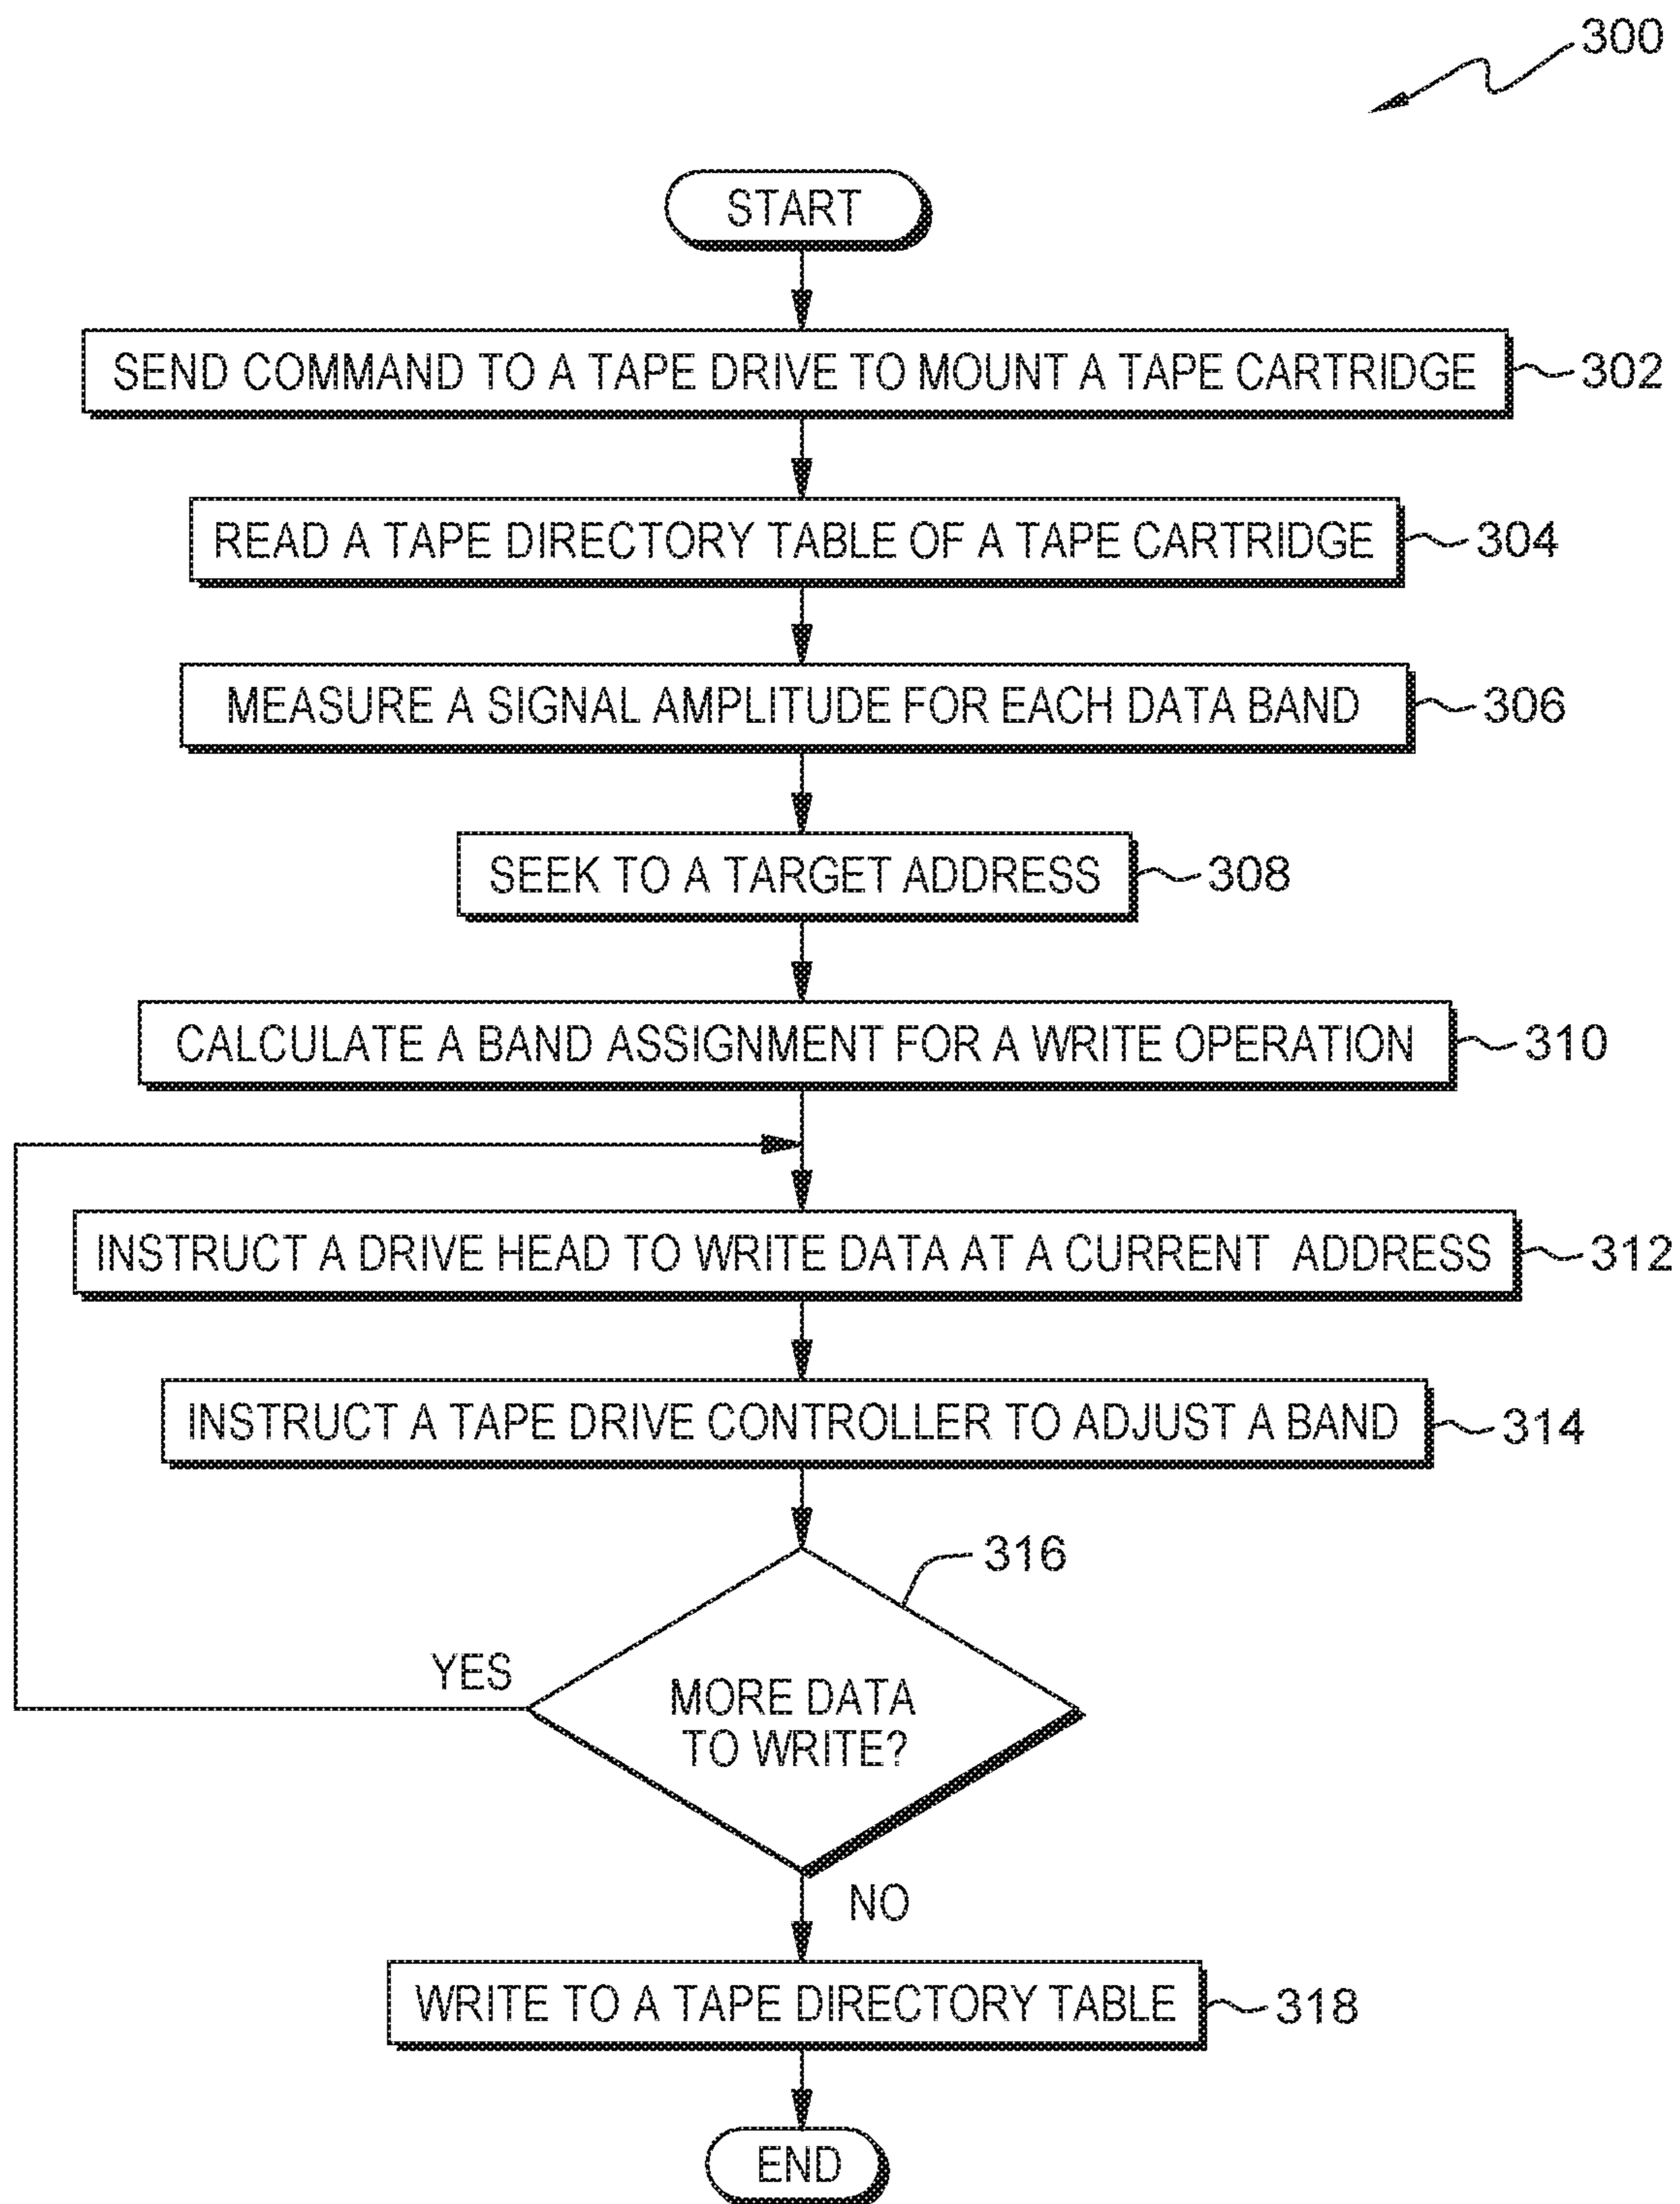 300
START
SEND COMMAND TO A TAPE DRIVE TO MOUNT A TAPE CARTRIDGE 302
READ A TAPE DIRECTORY TABLE OF A TAPE CARTRIDGE 304
MEASURE A SIGNAL AMPLITUDE FOR EACH DATA BAND 306
SEEK TO A TARGET ADDRESS 308
CALCULATE A BAND ASSIGNMENT FOR A WRITE OPERATION 310
INSTRUCT A DRIVE HEAD TO WRITE DATA AT A CURRENT ADDRESS 312
INSTRUCT A TAPE DRIVE CONTROLLER TO ADJUST A BAND 314
316
YES
MORE DATA
TO WRITE?
NO
WRITE TO A TAPE DIRECTORY TABLE 318
END